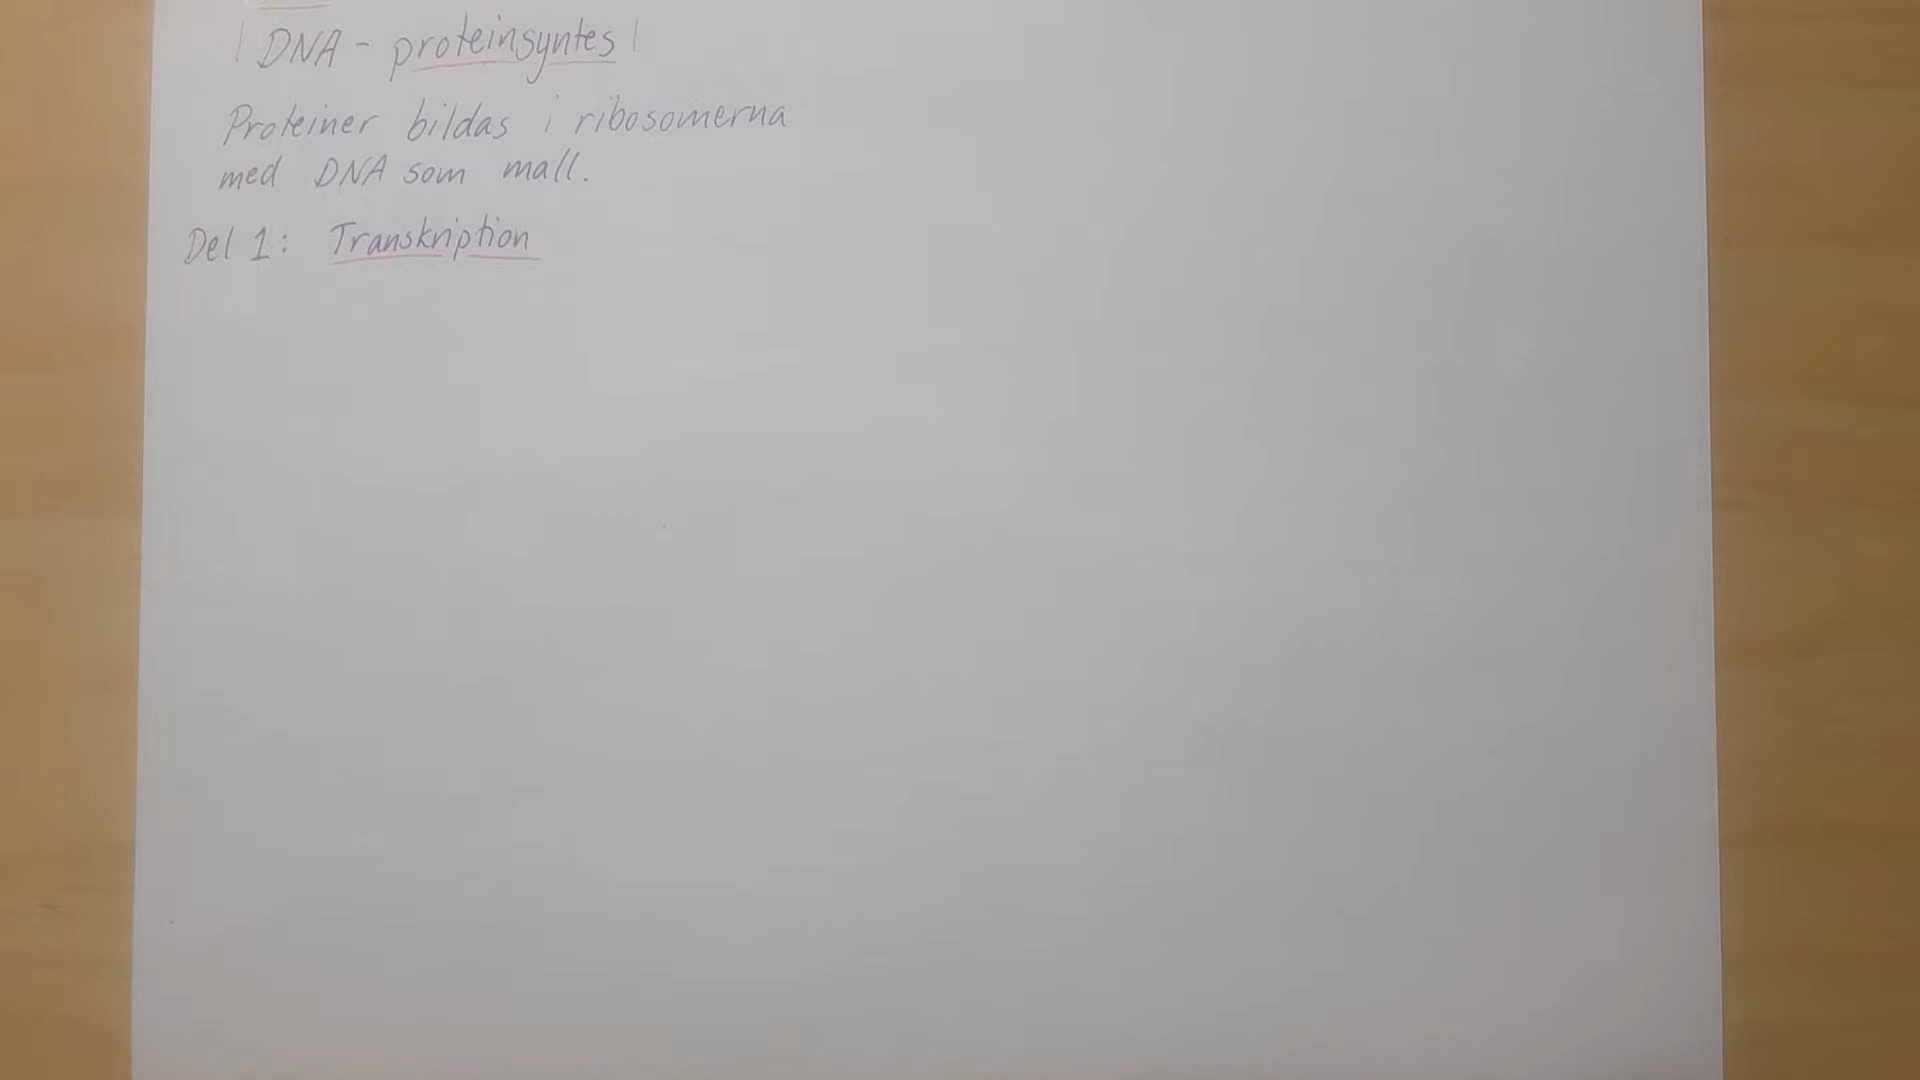 DNA - proteinsyntes
Proteiner bildas i ribosomerna
med DNA som mall.
Del 1: Transkription